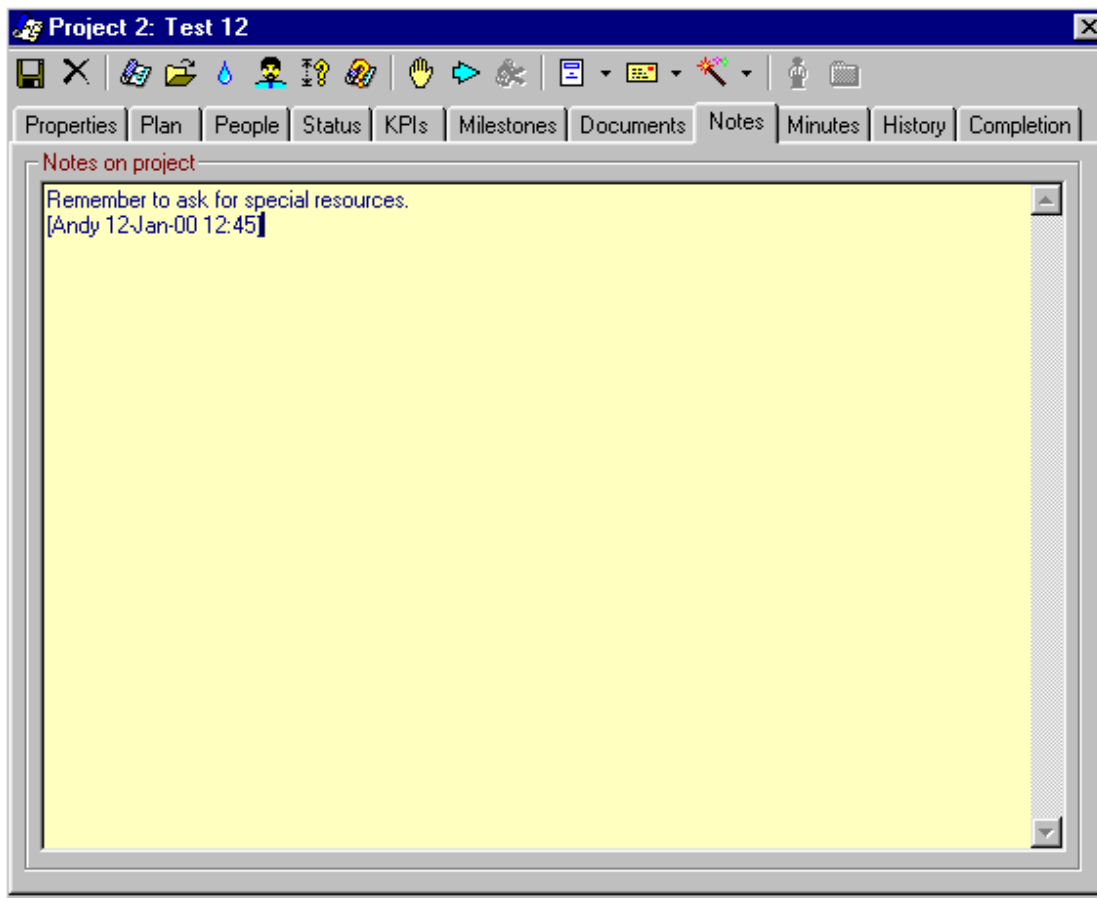 Project 2: Test 12
Properties Plan People Status KPIs Milestones Documents Notes Minutes History Completion
Notes on project
Remember to ask for special resources.
[Andy 12-Jan-00 12:45]